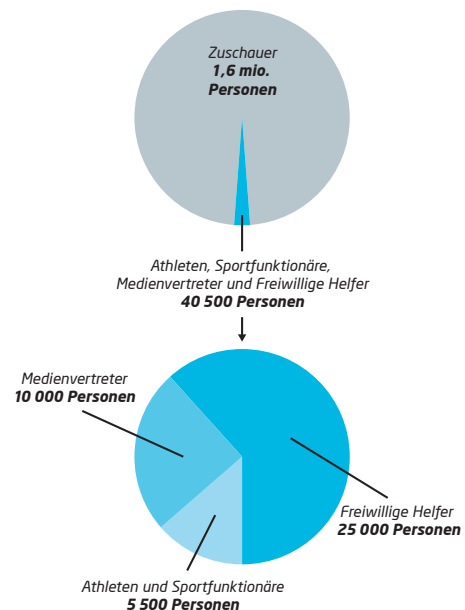 Zuschauer
1,6 mio.
Personen
Athleten, Sportfunktionäre,
Medienvertreter und Freiwillige Helfer
40 500 Personen
Medienvertreter
10 000 Personen
Freiwillige Helfer
25 000 Personen
Athleten und Sportfunktionäre
5 500 Personen